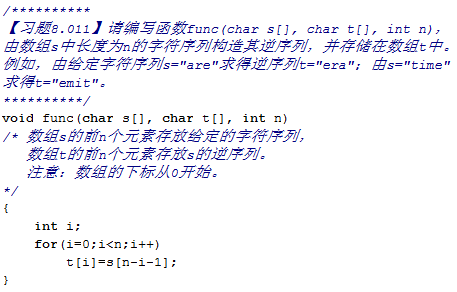 /**********
【习题8.011】请编写函数func(char s[], char t[], int n),
由数组s中长度为n的字符序列构造其逆序列，并存储在数组t中。
例如，由给定字符序列s="are"求得逆序列t="era"；由s="time"
求得t="emit"。
**********/
void func(char s[], char t[], int n)
/* 数组s的前n个元素存放给定的字符序列，
数组t的前n个元素存放s的逆序列。
注意：数组的下标从0开始。
*/
{
int i;
for(i=0;i<n;i++)
t[i]=s[n-i-1];
}